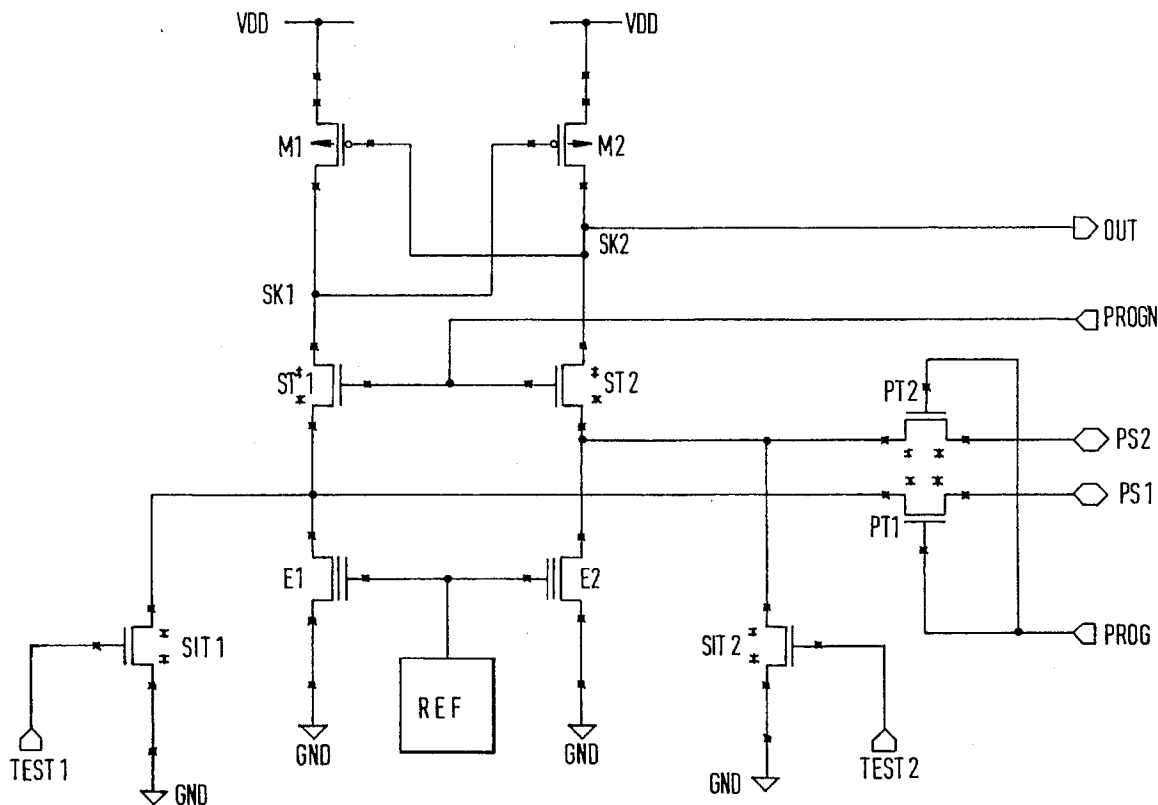 VDD
VDD
M1
M2
OUT
SK2
SK1
PROGN
ST1
ST2
PT2
PS2
PS1
PT1
E1
E2
SIT1
SIT2
PROG
REF
TEST1
GND
GND
GND
GND
TEST2